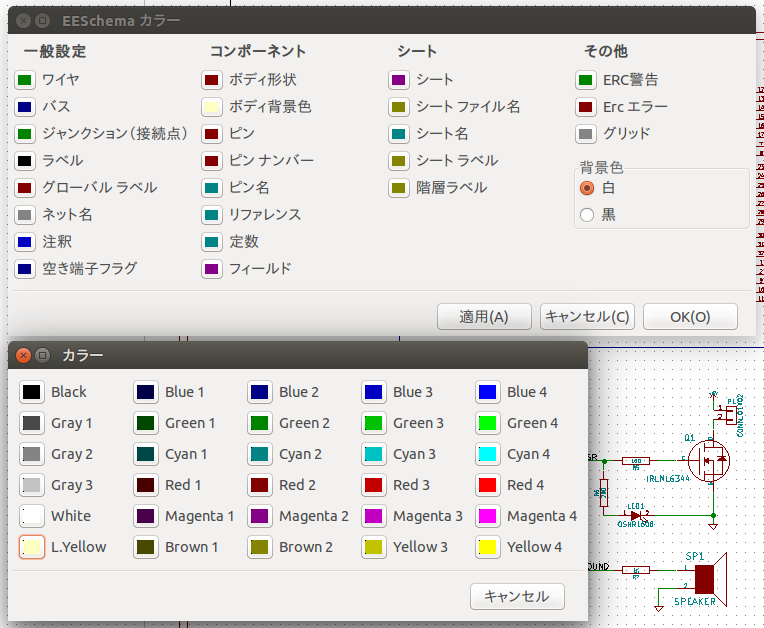 EESchema カラー
一般設定 コンポーネント シート その他
ワイヤ ボディ形状 シート ERC警告
バス ボディ背景色 シート ファイル名 Erc エラー
ジャンクション（接続点） ピン シート名 グリッド
ラベル ピン ナンバー シート ラベル
グローバル ラベル ピン名 階層ラベル
背景色
白
ネット名 リファレンス 黒
注釈 定数
空き端子フラグ フィールド
適用(A) キャンセル(C) OK(O)
カラー
Black Blue 1 Blue 2 Blue 3 Blue 4
Gray 1 Green 1 Green 2 Green 3 Green 4
Gray 2 Cyan 1 Cyan 2 Cyan 3 Cyan 4
Gray 3 Red 1 Red 2 Red 3 Red 4
White Magenta 1 Magenta 2 Magenta 3 Magenta 4
L.Yellow Brown 1 Brown 2 Yellow 3 Yellow 4
キャンセル
Q1
IRLML6344
LED1
OSHR1608
OUND
SP1
SPEAKER